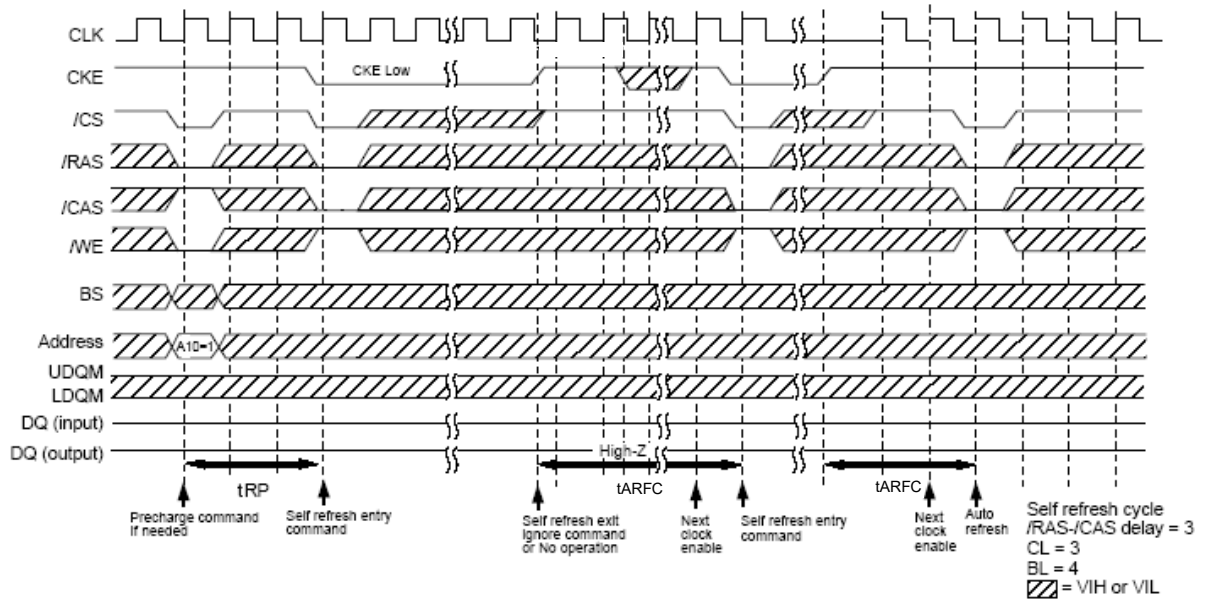 CLK
CKE
CKE Low
/CS
/RAS
/CAS
/WE
BS
Address
A10=1
UDQM
LDQM
DQ (input)
DQ (output)
High-Z
tRP
tARFC
tARFC
Precharge command
If needed
Self refresh entry
command
Self refresh exit
Ignore command
or No operation
Next
clock
enable
Self refresh entry
command
Next
clock
enable
Auto
refresh
Self refresh cycle
/RAS-/CAS delay = 3
CL = 3
BL = 4
= VIH or VIL